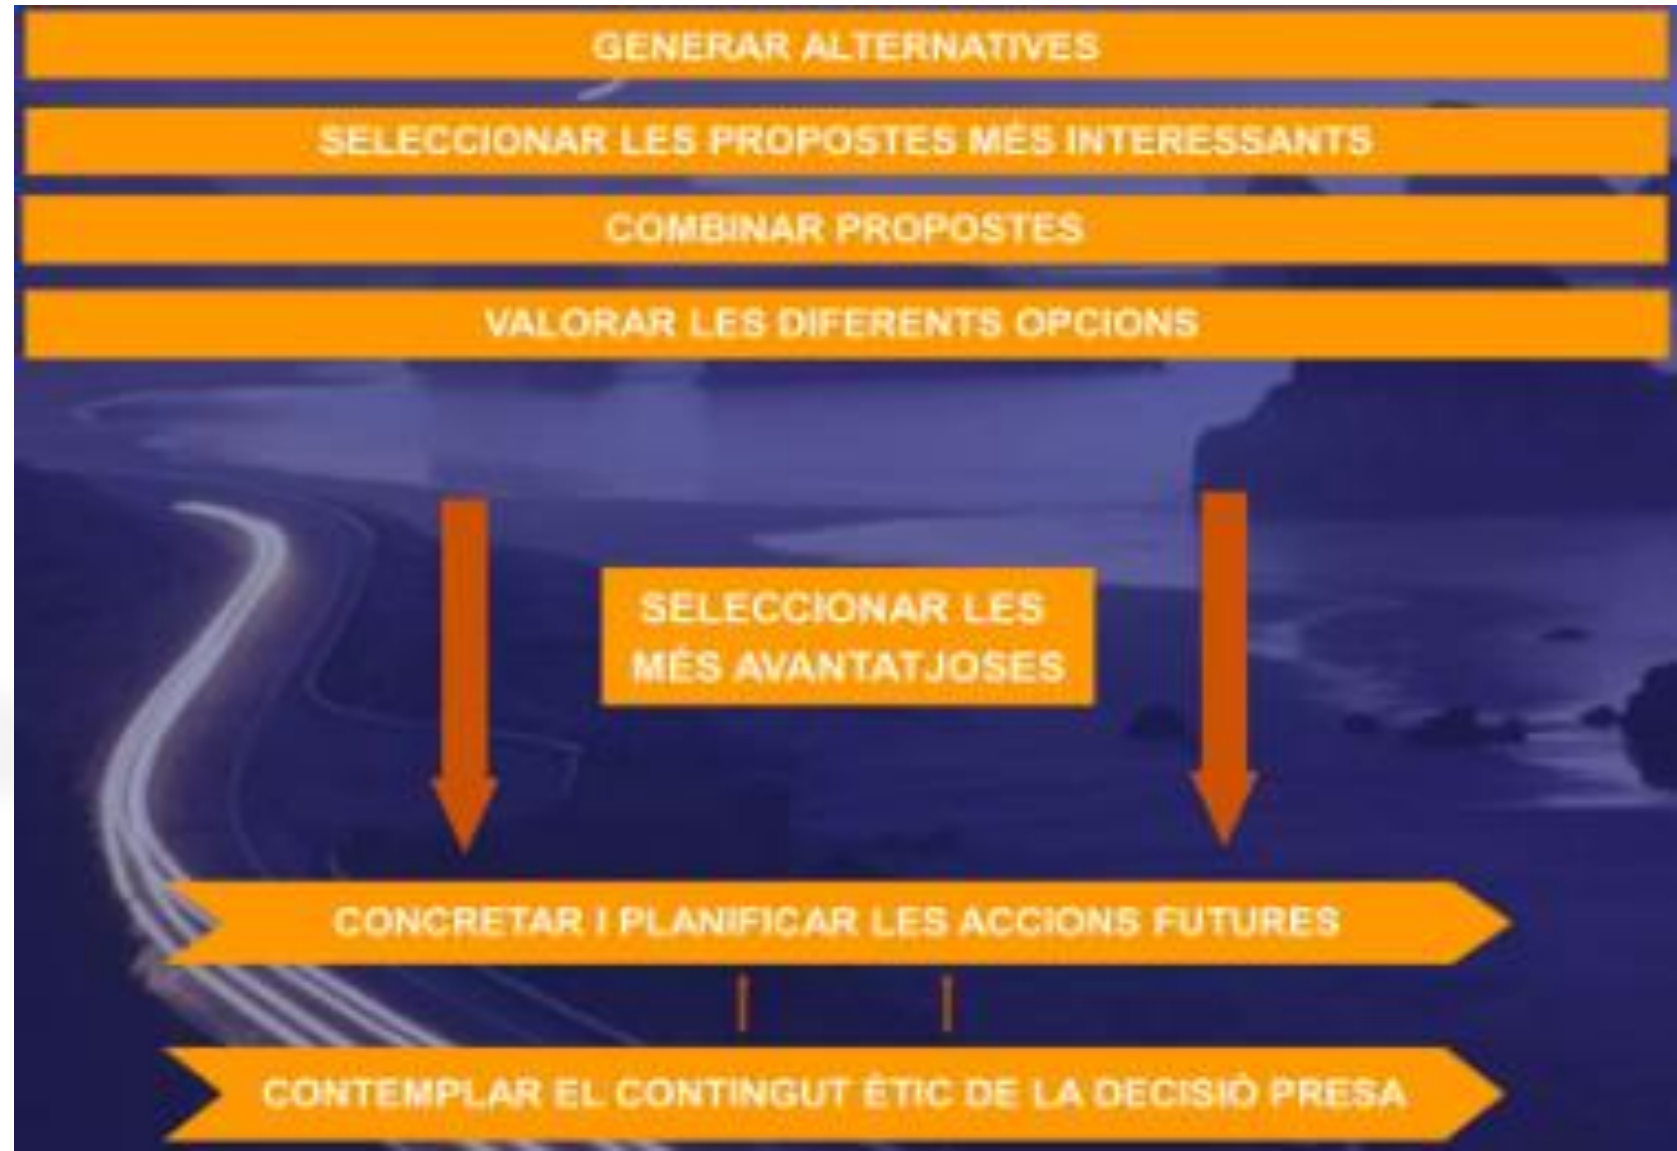 GENERAR ALTERNATIVES
SELECCIONAR LES PROPOSTES MÉS INTERESSANTS
COMBINAR PROPOSTES
VALORAR LES DIFERENTS OPCIONS
SELECCIONAR LES
MÉS AVANTATJOSES
CONCRETAR I PLANIFICAR LES ACCIONS FUTURES
CONTEMPLAR EL CONTINGUT ÈTIC DE LA DECISIÓ PRESA